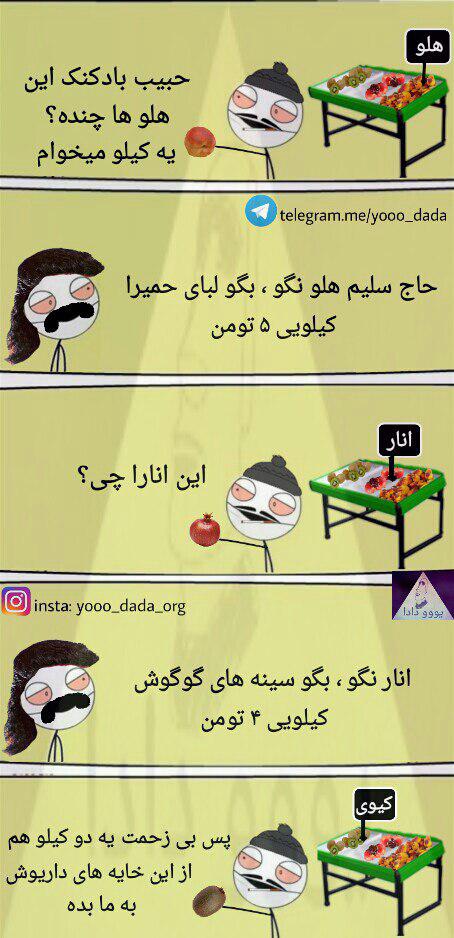 هلو
حبیب بادکنک این
هلو ها چنده؟
یه کیلو میخوام
telegram.me/yooo_dada
حاج سلیم هلو نگو ، بگو لبای حمیرا
کیلویی ۵ تومن
انار
این انارا چی؟
insta: yooo_dada_org
یووو دادا
انار نگو ، بگو سینه های گوگوش
کیلویی ۴ تومن
کیوی
پس بی زحمت یه دو کیلو هم
از این خایه های داریوش
به ما بده